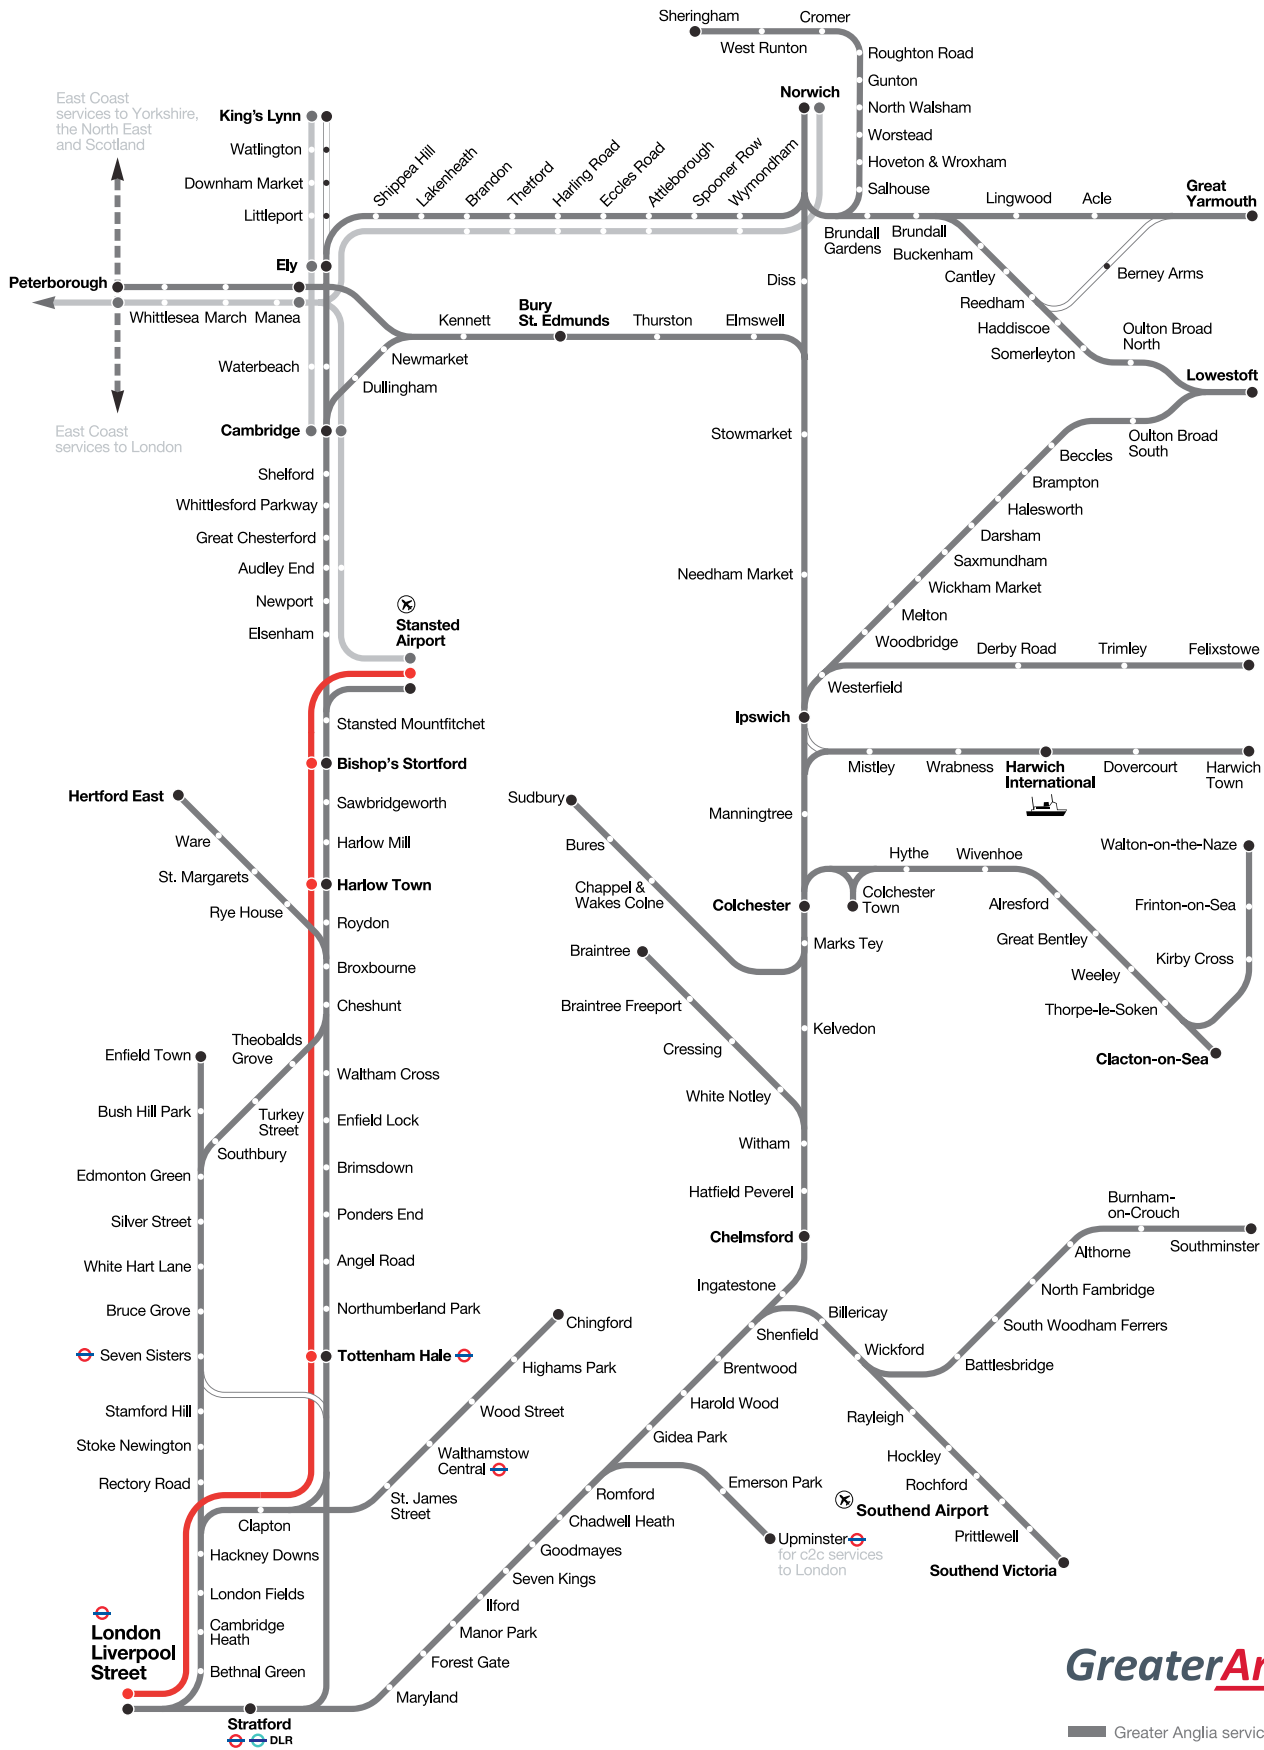 Sheringham
Cromer
West Runton
Roughton Road
Gunton
North Walsham
Worstead
Hoveton & Wroxham
Salhouse
East Coast
services to Yorkshire,
the North East
and Scotland
King's Lynn
Watlington
Downham Market
Littleport
Ely
Norwich
Shippea Hill
Lakenheath
Brandon
Thetford
Harling Road
Eccles Road
Attleborough
Spooner Row
Wymondham
Brundall
Gardens
Brundall
Lingwood
Acle
Great
Yarmouth
Buckenham
Cantley
Reedham
Berney Arms
Haddiscoe
Somerleyton
Oulton Broad
North
Lowestoft
Oulton Broad
South
Beccles
Brampton
Halesworth
Darsham
Saxmundham
Wickham Market
Melton
Woodbridge
Westerfield
Derby Road
Trimley
Felixstowe
Peterborough
Whittlesea
March
Manea
East Coast
services to London
Waterbeach
Cambridge
Kennett
Newmarket
Dullingham
Bury
St. Edmunds
Thurston
Elmswell
Diss
Stowmarket
Needham Market
Ipswich
Shelford
Whittlesford Parkway
Great Chesterford
Audley End
Newport
Elsenham
Stansted
Airport
Stansted Mountfitchet
Bishop's Stortford
Sawbridgeworth
Harlow Mill
Harlow Town
Roydon
Broxbourne
Cheshunt
Hertford East
Ware
St. Margarets
Rye House
Mistley
Wrabness
Harwich
International
Dovercourt
Harwich
Town
Manningtree
Sudbury
Bures
Chappel &
Wakes Colne
Colchester
Colchester
Town
Hythe
Wivenhoe
Alresford
Great Bentley
Weeley
Thorpe-le-Soken
Clacton-on-Sea
Walton-on-the-Naze
Frinton-on-Sea
Kirby Cross
Marks Tey
Kelvedon
Braintree
Braintree Freeport
Cressing
White Notley
Witham
Hatfield Peverel
Chelmsford
Ingatestone
Theobalds
Grove
Turkey
Street
Southbury
Enfield Town
Bush Hill Park
Edmonton Green
Silver Street
White Hart Lane
Bruce Grove
Seven Sisters
Stamford Hill
Stoke Newington
Rectory Road
Waltham Cross
Enfield Lock
Brimsdown
Ponders End
Angel Road
Northumberland Park
Tottenham Hale
Chingford
Highams Park
Wood Street
Walthamstow
Central
St. James
Street
Clapton
Hackney Downs
London Fields
Cambridge
Heath
Bethnal Green
London
Liverpool
Street
Stratford
DLR
Maryland
Forest Gate
Manor Park
Ilford
Seven Kings
Goodmayes
Chadwell Heath
Romford
Gidea Park
Harold Wood
Brentwood
Shenfield
Emerson Park
Upminster
for c2c services
to London
Billericay
Wickford
Battlesbridge
South Woodham Ferrers
North Fambridge
Althorne
Burnham-
on-Crouch
Southminster
Rayleigh
Hockley
Rochford
Southend Airport
Prittlewell
Southend Victoria
GreaterAn
Greater Anglia servic